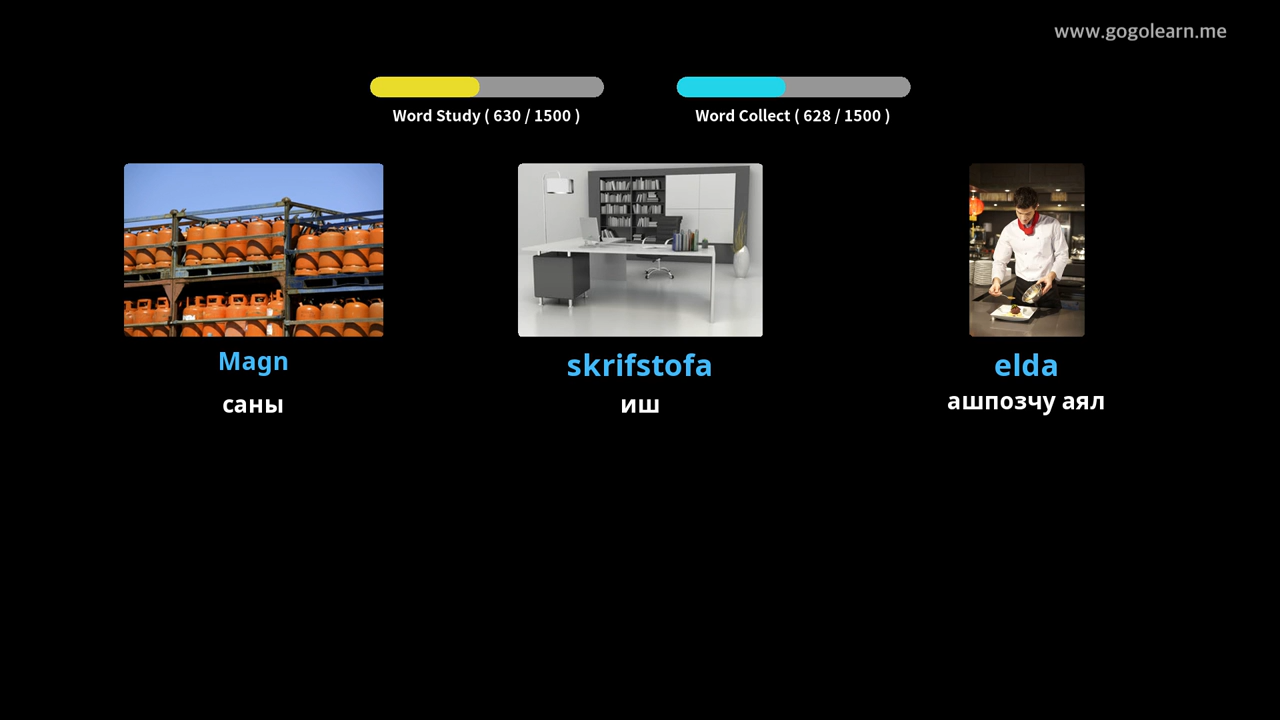 www.gogolearn.me
Word Study ( 630 / 1500 )
Word Collect ( 628 / 1500 )
Magn
skrifstofa
elda
саны
иш
ашпозчу аял